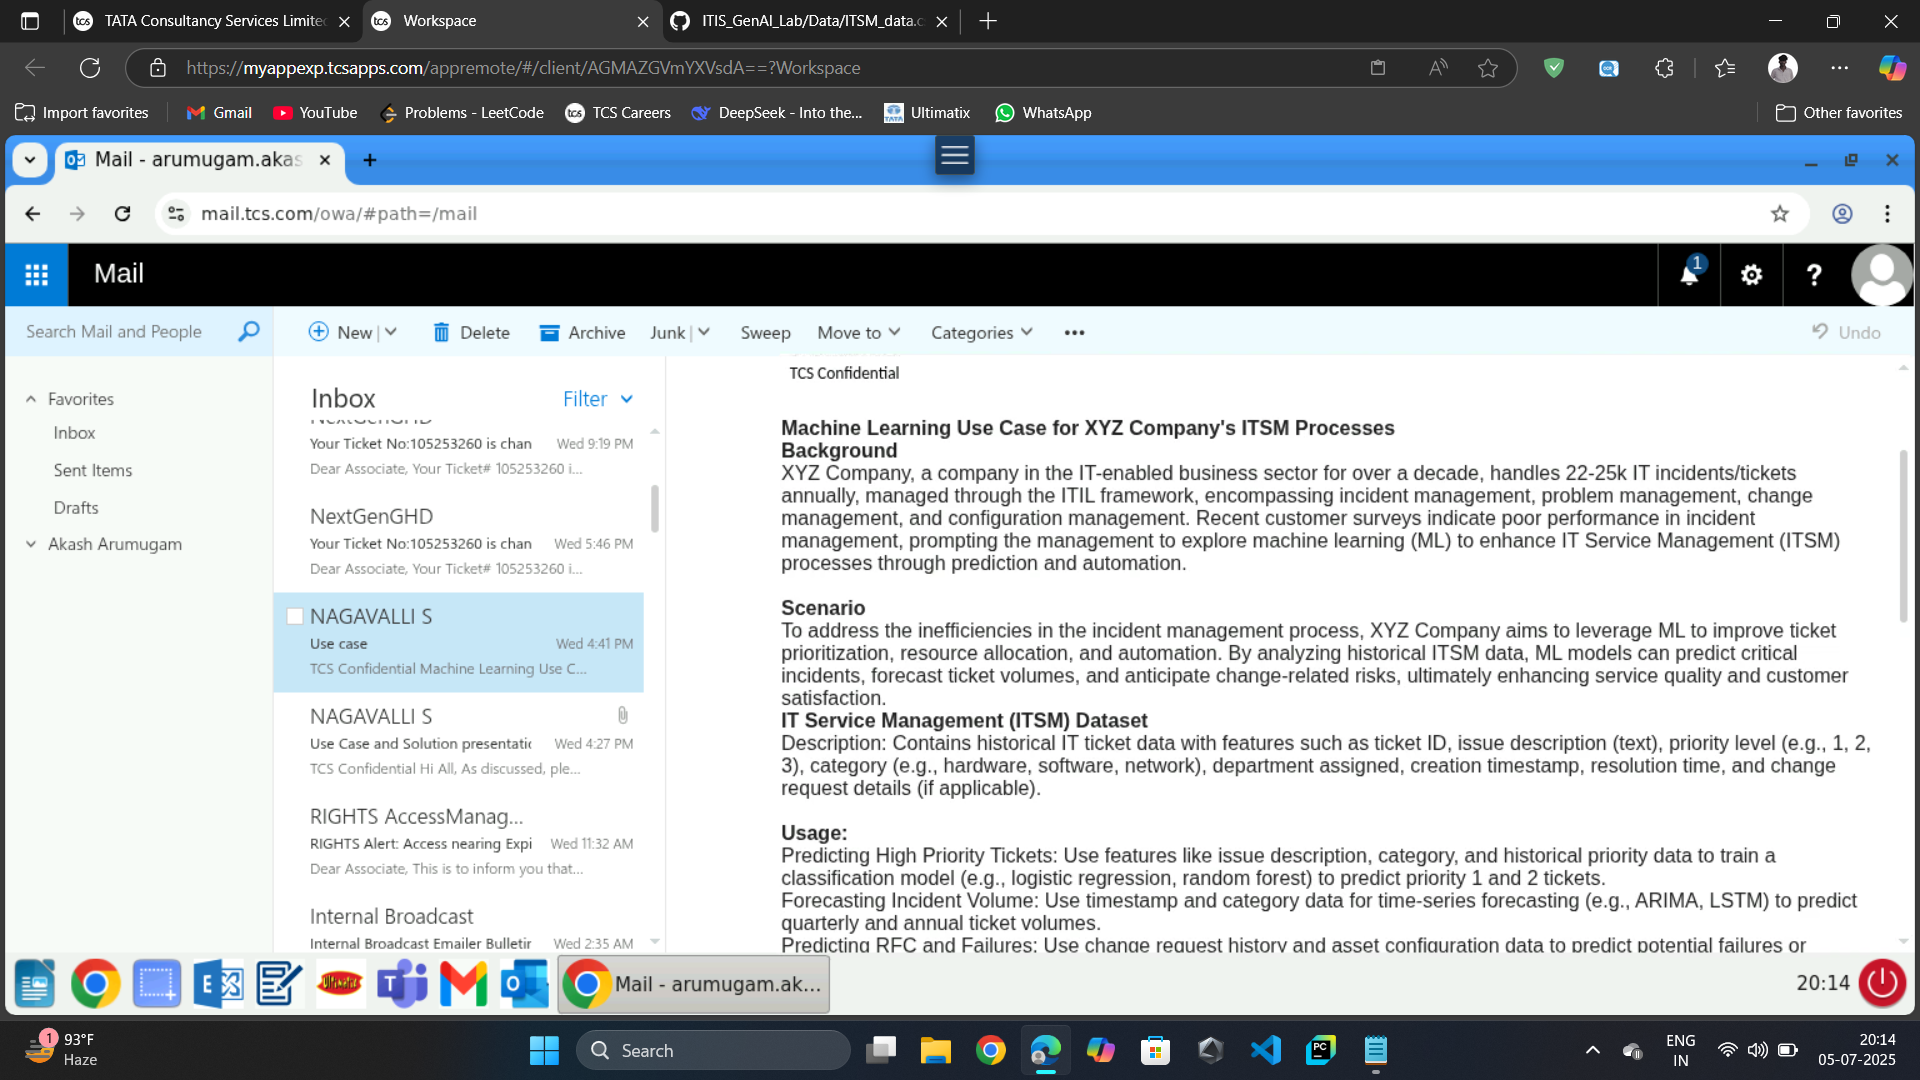 TATA Consultancy Services Limite
Workspace
ITIS_GenAI_Lab/Data/ITSM_data.c
https://myappexp.tcsapps.com/appremote/#/client/AGMAZGVmYXVsdA==?Workspace
Import favorites
Gmail
YouTube
Problems - LeetCode
TCS Careers
DeepSeek - Into the...
Ultimatix
WhatsApp
Other favorites
Mail - arumugam.akas
mail.tcs.com/owa/#path=/mail
Mail
1
Search Mail and People
New
Delete
Archive
Junk
Sweep
Move to
Categories
Undo
Favorites
Inbox
Sent Items
Drafts
Akash Arumugam
Inbox
Filter
NextGenGHD
Your Ticket No:105253260 is chan Wed 9:19 PM
Dear Associate, Your Ticket# 105253260 i...
NextGenGHD
Your Ticket No:105253260 is chan Wed 5:46 PM
Dear Associate, Your Ticket# 105253260 i...
NAGAVALLI S
Use case Wed 4:41 PM
TCS Confidential Machine Learning Use C...
NAGAVALLI S
Use Case and Solution presentatic Wed 4:27 PM
TCS Confidential Hi All, As discussed, ple...
RIGHTS AccessManag...
RIGHTS Alert: Access nearing Expi Wed 11:32 AM
Dear Associate, This is to inform you that...
Internal Broadcast
Internal Broadcast Emailer Bulletir Wed 2:35 AM
TCS Confidential
Machine Learning Use Case for XYZ Company's ITSM Processes
Background
XYZ Company, a company in the IT-enabled business sector for over a decade, handles 22-25k IT incidents/tickets
annually, managed through the ITIL framework, encompassing incident management, problem management, change
management, and configuration management. Recent customer surveys indicate poor performance in incident
management, prompting the management to explore machine learning (ML) to enhance IT Service Management (ITSM)
processes through prediction and automation.
Scenario
To address the inefficiencies in the incident management process, XYZ Company aims to leverage ML to improve ticket
prioritization, resource allocation, and automation. By analyzing historical ITSM data, ML models can predict critical
incidents, forecast ticket volumes, and anticipate change-related risks, ultimately enhancing service quality and customer
satisfaction.
IT Service Management (ITSM) Dataset
Description: Contains historical IT ticket data with features such as ticket ID, issue description (text), priority level (e.g., 1, 2,
3), category (e.g., hardware, software, network), department assigned, creation timestamp, resolution time, and change
request details (if applicable).
Usage:
Predicting High Priority Tickets: Use features like issue description, category, and historical priority data to train a
classification model (e.g., logistic regression, random forest) to predict priority 1 and 2 tickets.
Forecasting Incident Volume: Use timestamp and category data for time-series forecasting (e.g., ARIMA, LSTM) to predict
quarterly and annual ticket volumes.
Predicting RFC and Failures: Use change request history and asset configuration data to predict potential failures or
Mail - arumugam.ak...
20:14
1
93°F
Haze
Search
ENG
IN
20:14
05-07-2025